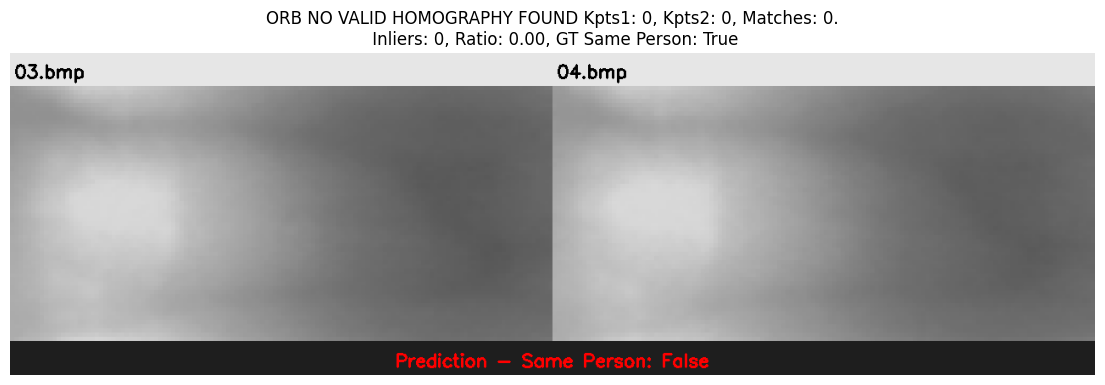 ORB NO VALID HOMOGRAPHY FOUND Kpts1: 0, Kpts2: 0, Matches: 0.
Inliers: 0, Ratio: 0.00, GT Same Person: True
03.bmp
04.bmp
Prediction - Same Person: False